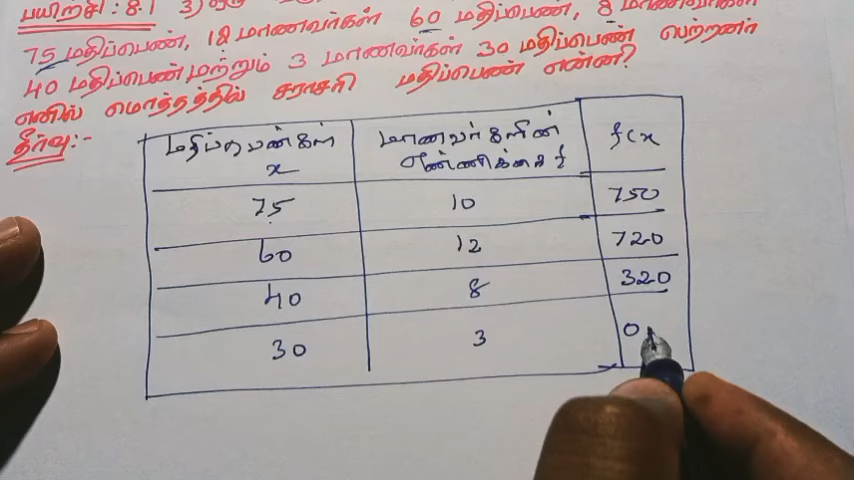 பயிற்சி : 8.1 3) ஒரு
75 மதிப்பெண், 12 மாணவர்கள் 60 மதிப்பெண், 8 மாணவர்கள்
40 மதிப்பெண் மற்றும் 3 மாணவர்கள் 30 மதிப்பெண் பெற்றனர்
எனில் மொத்தத்தில் சராசரி மதிப்பெண் என்ன?
தீர்வு:-
மதிப்பெண்கள் x மாணவர்களின் எண்ணிக்கை f f x x
75 10 750
60 12 720
40 8 320
30 3 0